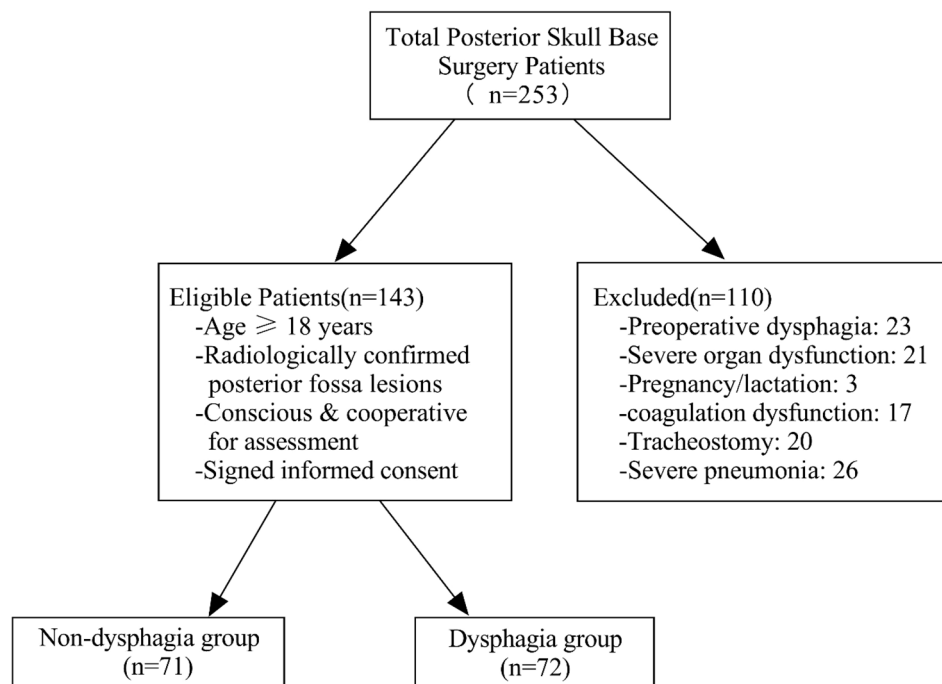 Total Posterior Skull Base
Surgery Patients
( n=253)
Eligible Patients(n=143)
-Age ≥ 18 years
-Radiologically confirmed
posterior fossa lesions
-Conscious & cooperative
for assessment
-Signed informed consent
Excluded(n=110)
-Preoperative dysphagia: 23
-Severe organ dysfunction: 21
-Pregnancy/lactation: 3
-coagulation dysfunction: 17
-Tracheostomy: 20
-Severe pneumonia: 26
Non-dysphagia group
(n=71)
Dysphagia group
(n=72)